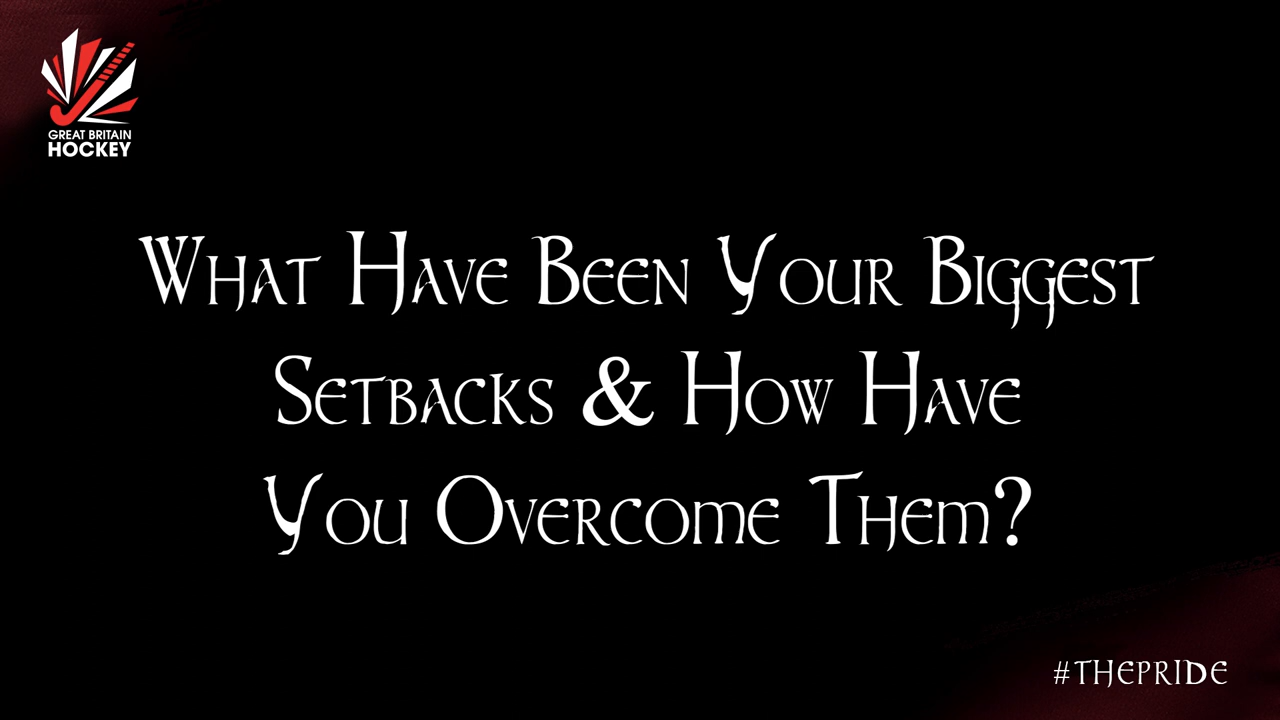 GREAT BRITAIN
HOCKEY
What Have Been Your Biggest
Setbacks & How Have
You Overcome Them?
#THEPRIDE